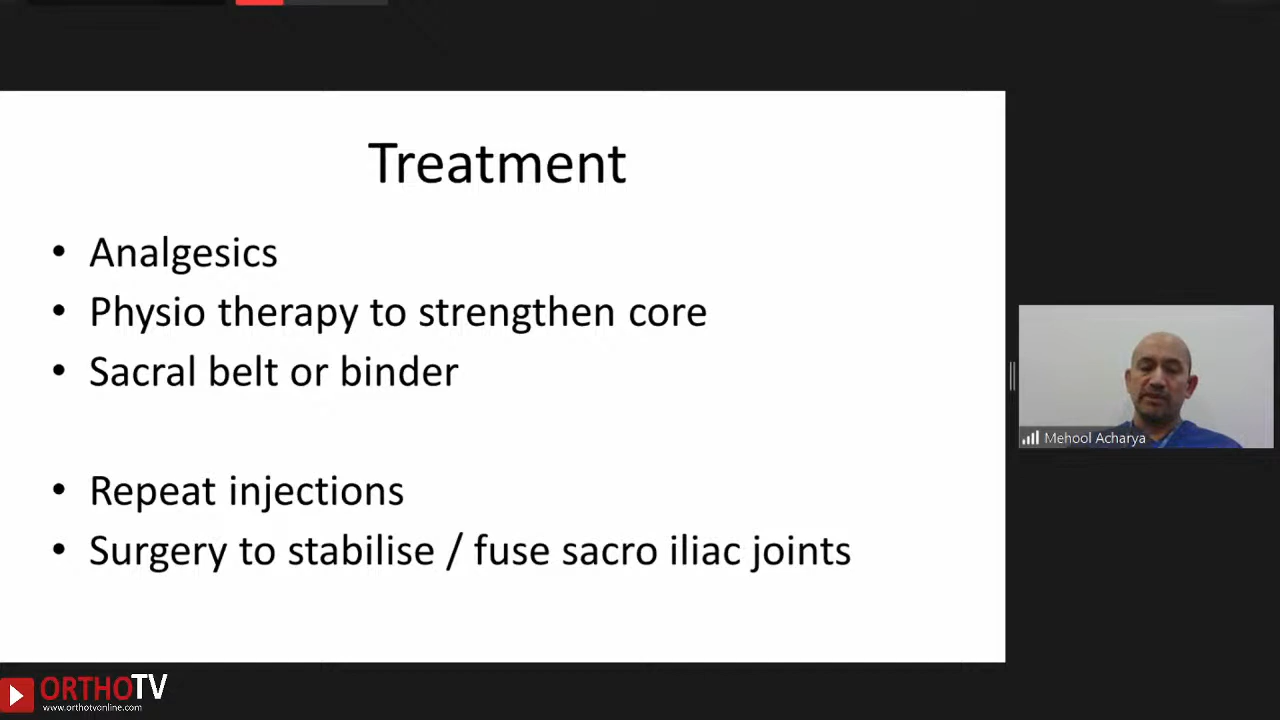 Treatment
• Analgesics
• Physio therapy to strengthen core
• Sacral belt or binder
• Repeat injections
• Surgery to stabilise / fuse sacro iliac joints
Mehool Acharya
ORTHOTV
www.orthotvonline.com